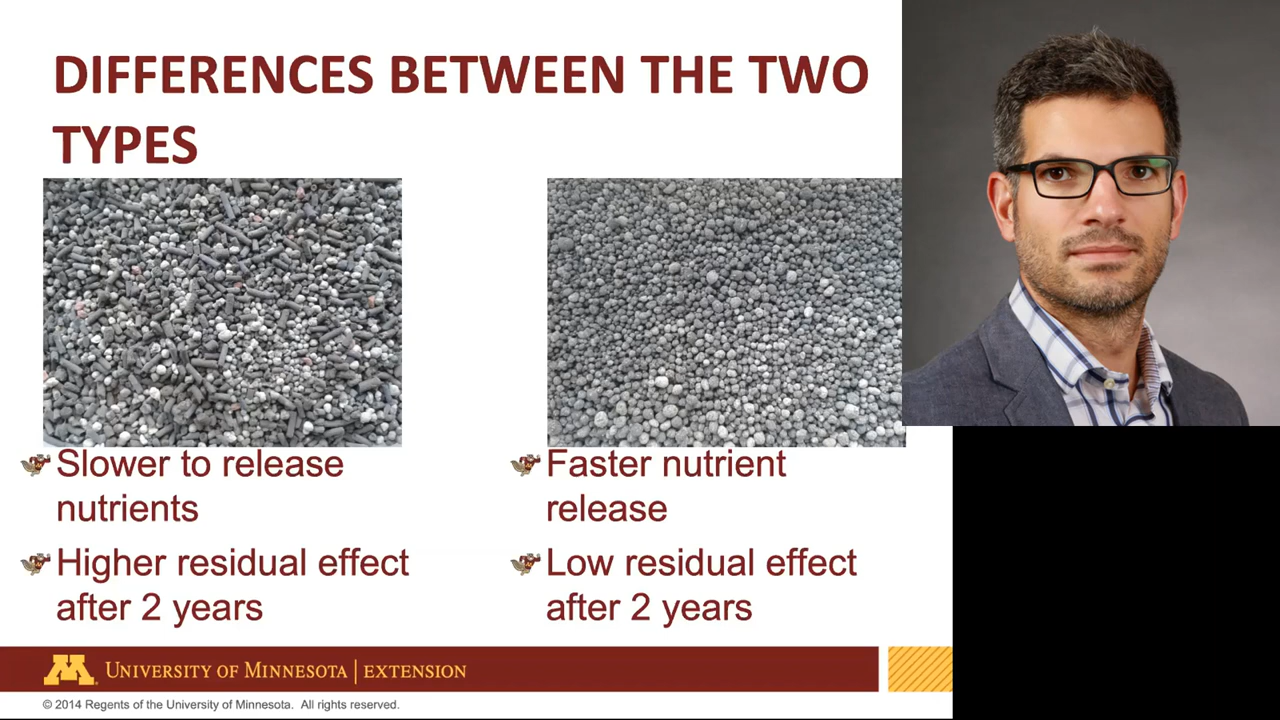 DIFFERENCES BETWEEN THE TWO
TYPES
Slower to release
nutrients
Higher residual effect
after 2 years
Faster nutrient
release
Low residual effect
after 2 years
M
UNIVERSITY OF MINNESOTA | EXTENSION
© 2014 Regents of the University of Minnesota. All rights reserved.